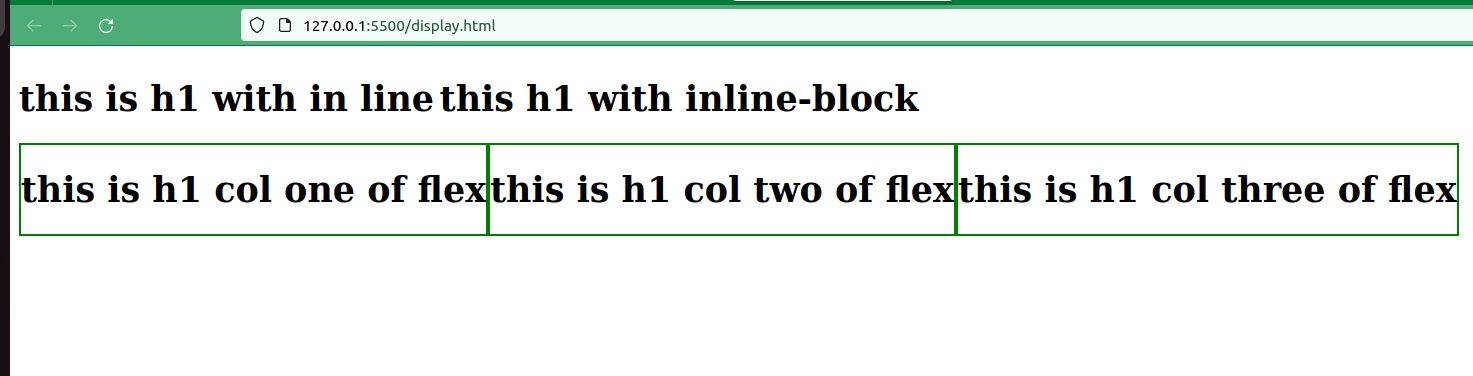 127.0.0.1:5500/display.html
this is h1 with in line this h1 with inline-block
this is h1 col one of flex this is h1 col two of flex this is h1 col three of flex